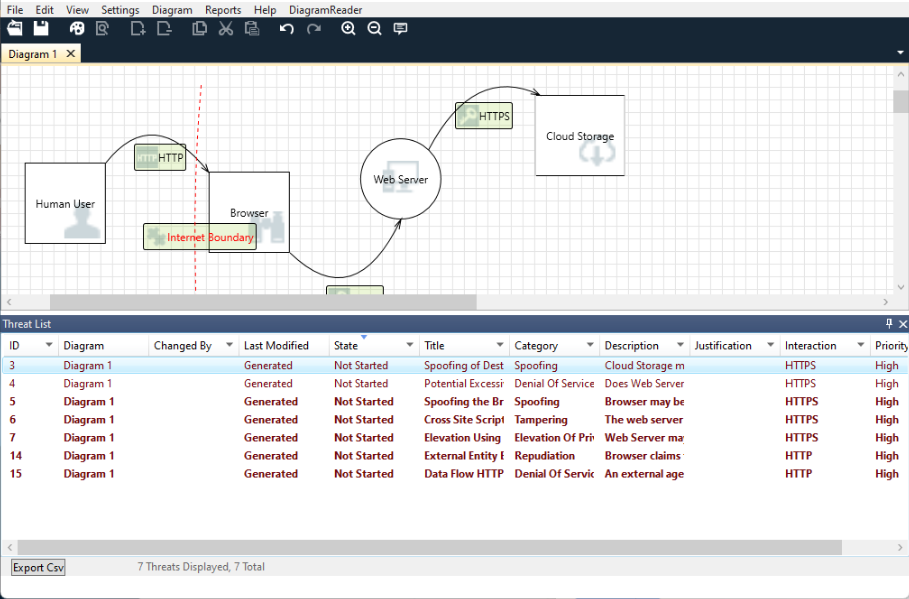 File Edit View Settings Diagram Reports Help DiagramReader
Diagram 1
HTTPS
Cloud Storage
HTTP
Web Server
Human User
Browser
Internet Boundary
Threat List
ID Diagram Changed By Last Modified State Title Category Description Justification Interaction Priority
3 Diagram 1 Generated Not Started Spoofing of Dest Spoofing Cloud Storage m HTTPS High
4 Diagram 1 Generated Not Started Potential Excessi Denial Of Service Does Web Server HTTPS High
5 Diagram 1 Generated Not Started Spoofing the Br Spoofing Browser may be HTTPS High
6 Diagram 1 Generated Not Started Cross Site Script Tampering The web server HTTPS High
7 Diagram 1 Generated Not Started Elevation Using Elevation Of Pri Web Server ma HTTPS High
14 Diagram 1 Generated Not Started External Entity Repudiation Browser claims HTTP High
15 Diagram 1 Generated Not Started Data Flow HTTP Denial Of Servic An external age HTTP High
Export Csv 7 Threats Displayed, 7 Total